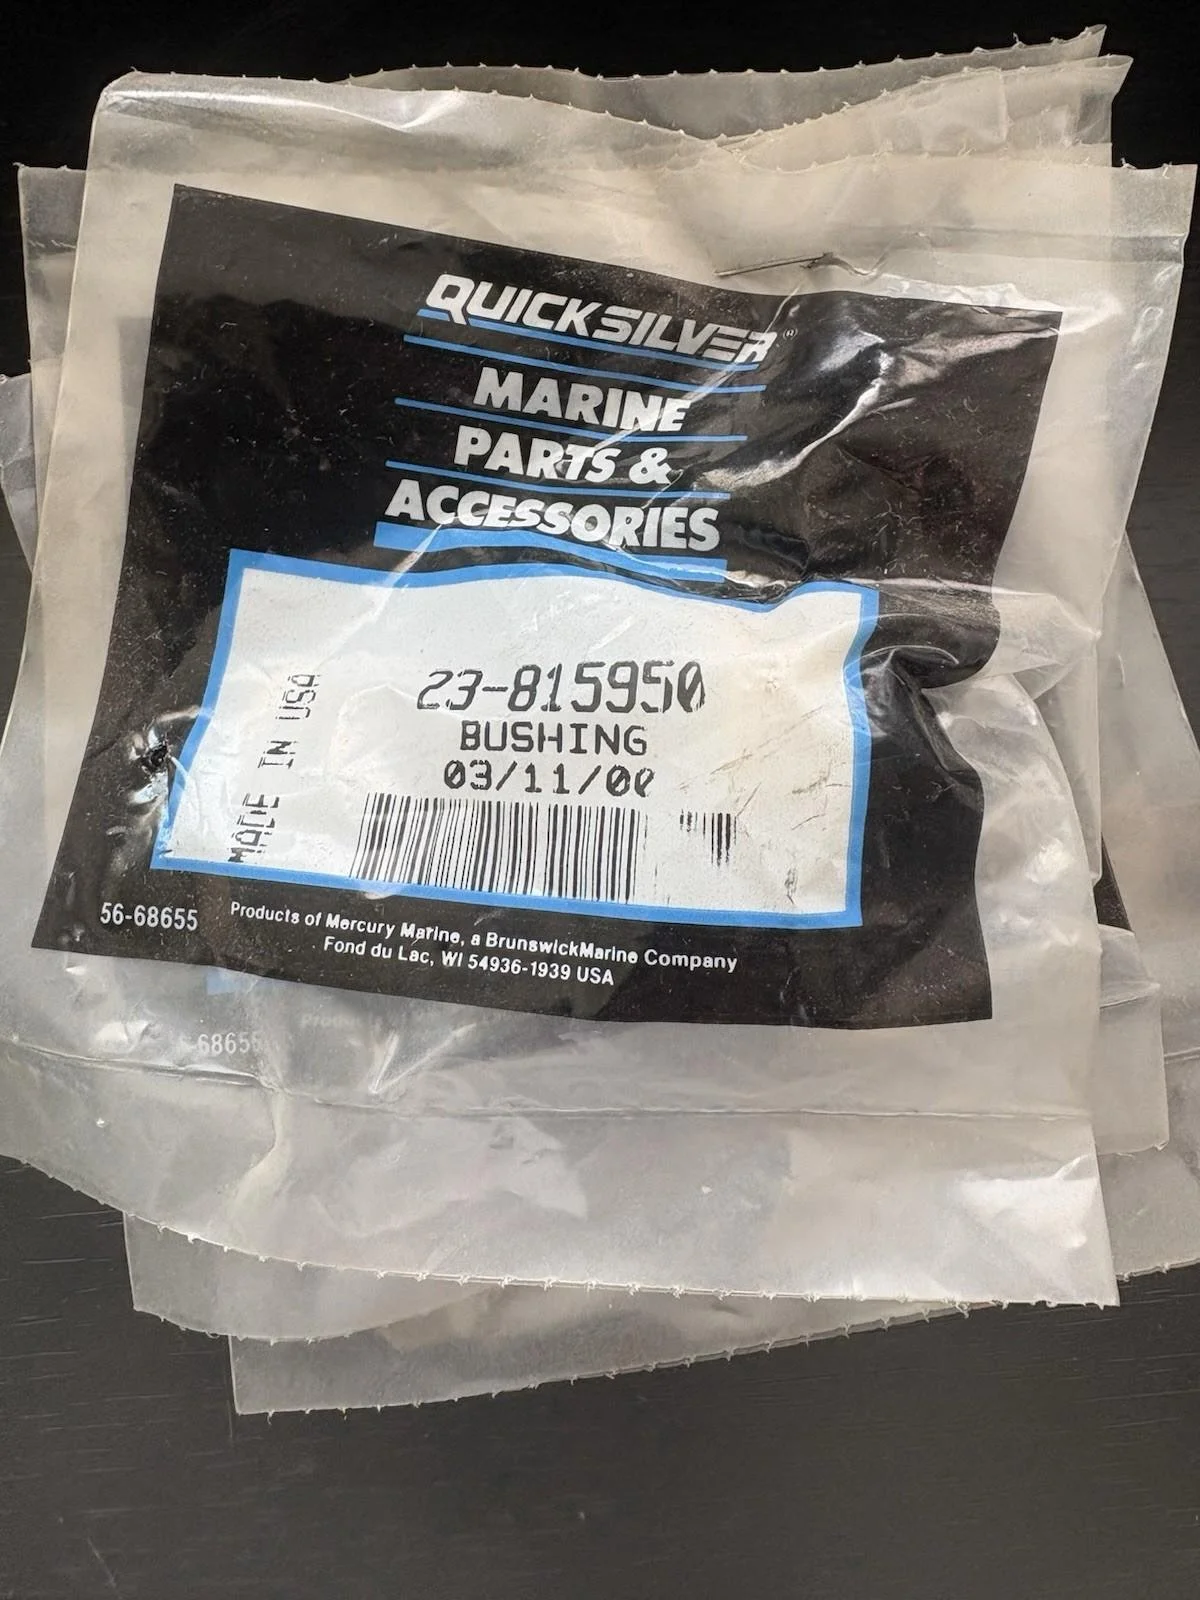 QUICKSILVER®
MARINE
PARTS &
ACCESSORIES
MADE IN USA
23-815950
BUSHING
03/11/00
56-68655
Products of Mercury Marine, a BrunswickMarine Company
Fond du Lac, WI 54936-1939 USA
68655